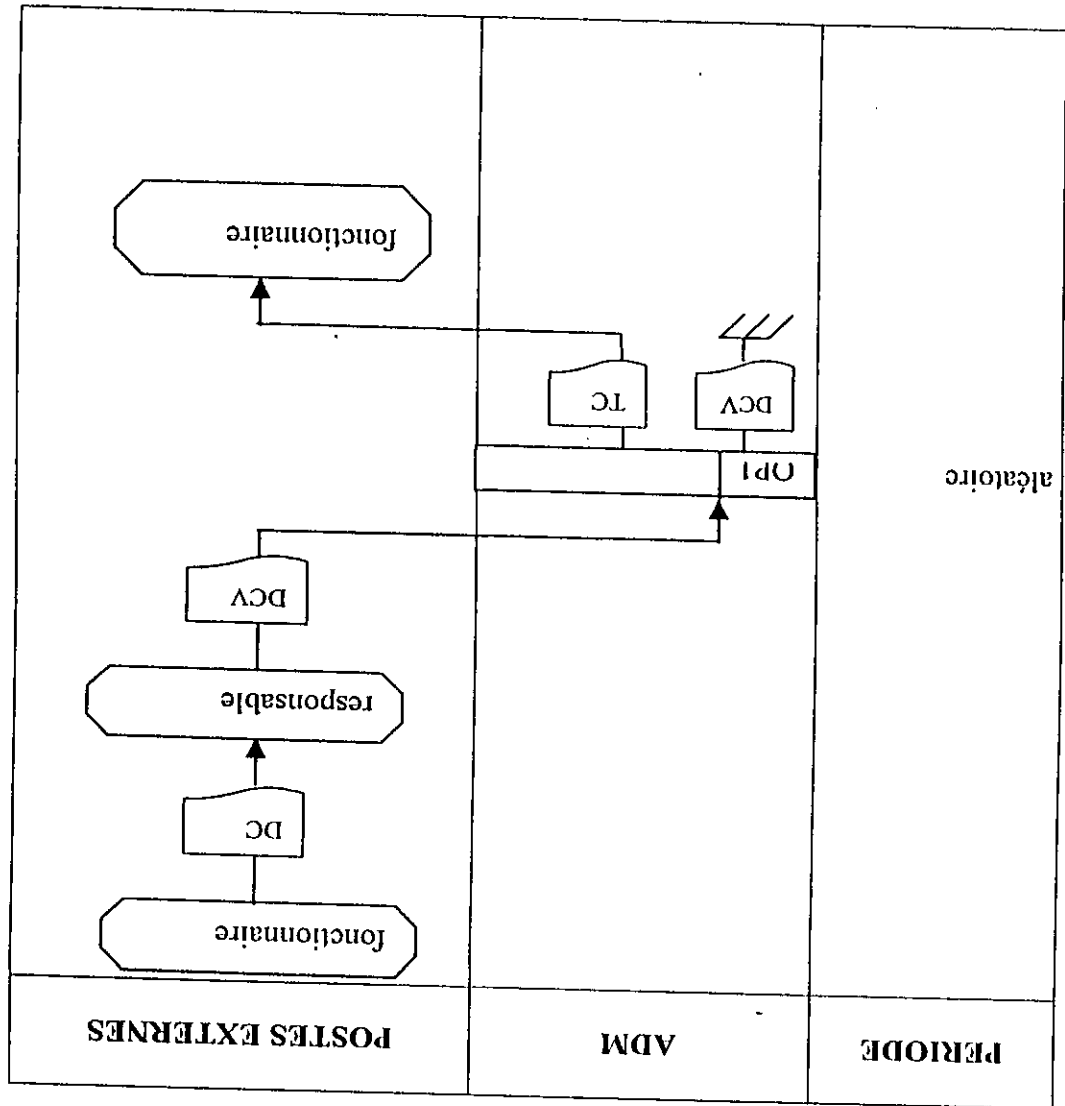 PERIODE ADM POSTES EXTERNES
fonctionnaire
DC
responsable
DCV
aléatoire OP1
DCV TC
fonctionnaire